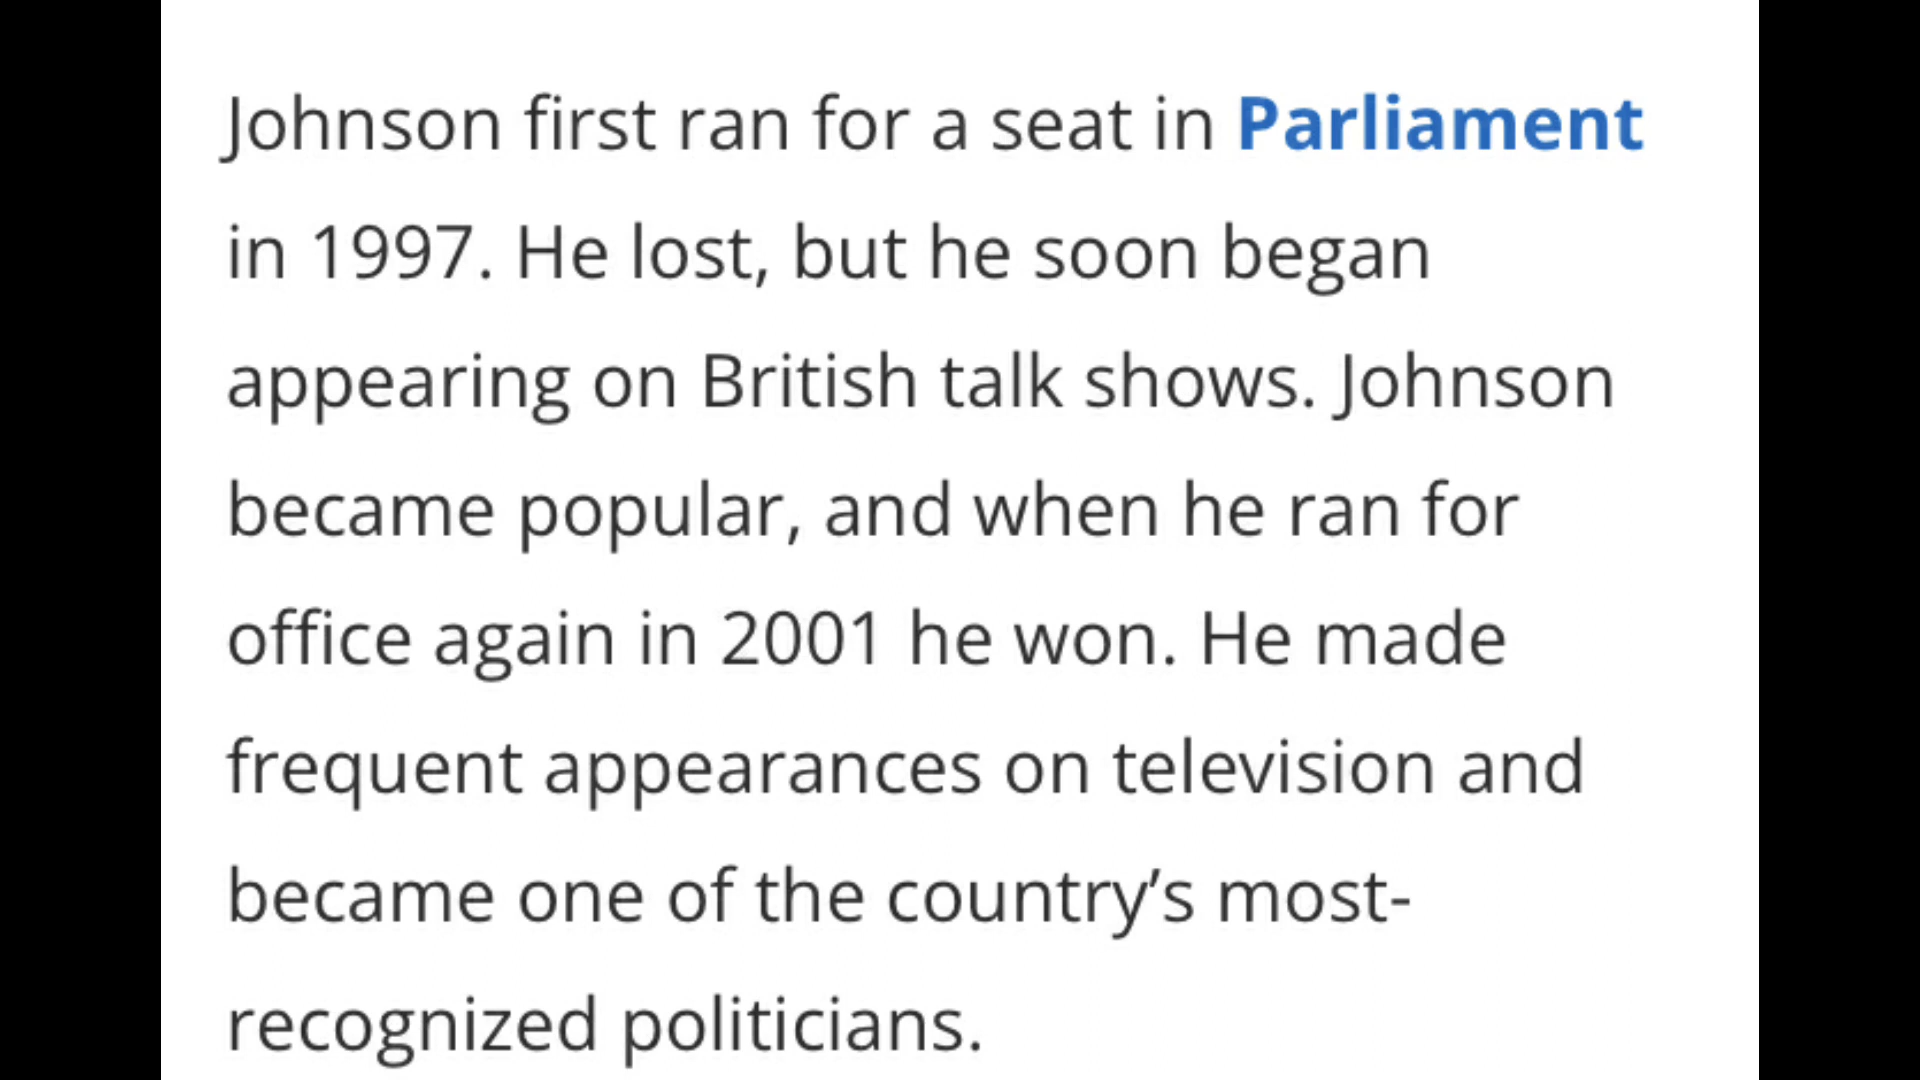 Johnson first ran for a seat in Parliament
in 1997. He lost, but he soon began
appearing on British talk shows. Johnson
became popular, and when he ran for
office again in 2001 he won. He made
frequent appearances on television and
became one of the country’s most-
recognized politicians.